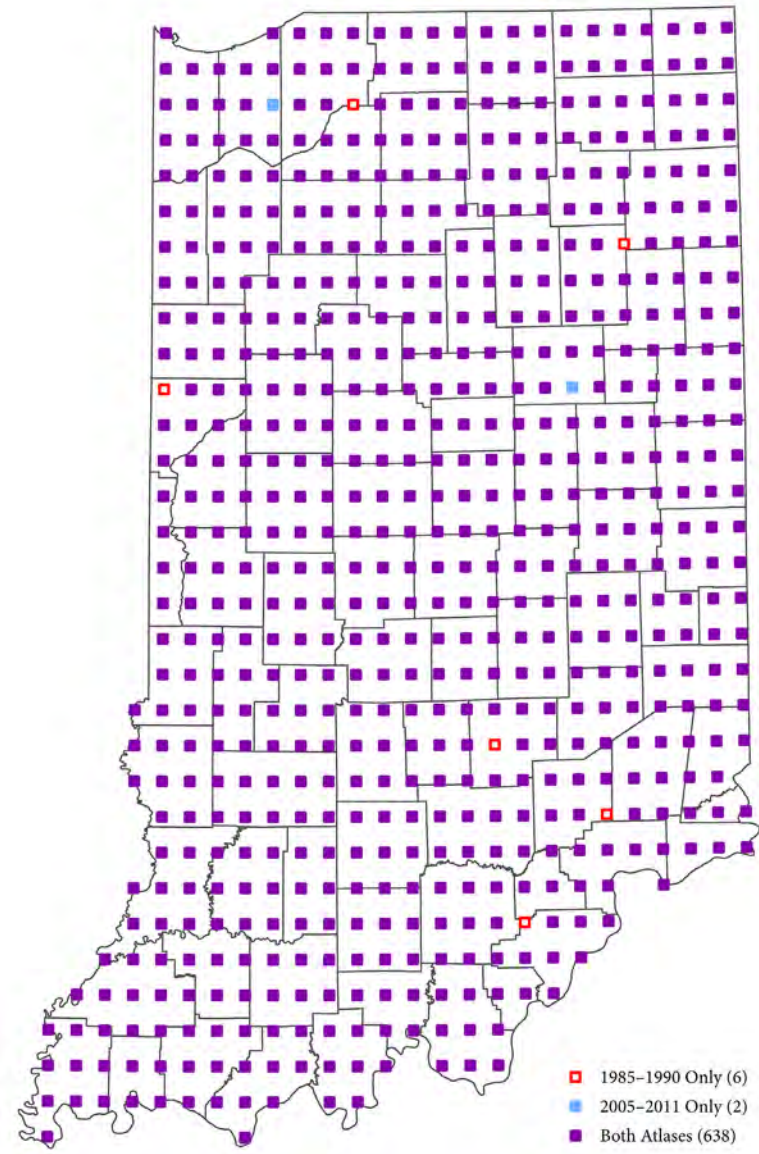 1985–1990 Only (6)
2005–2011 Only (2)
Both Atlases (638)